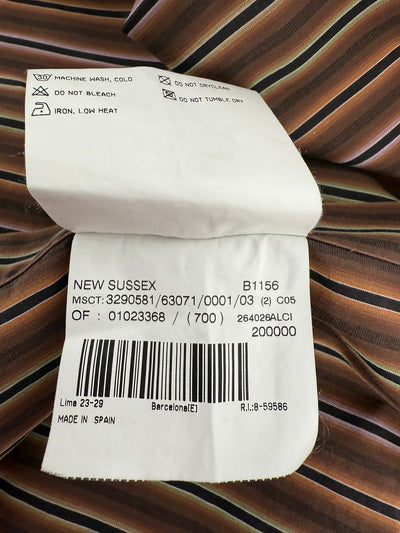 30 MACHINE WASH, COLD
DO NOT DRYCLEAN
DO NOT BLEACH
DO NOT TUMBLE DRY
IRON, LOW HEAT
NEW SUSSEX B1156
MSCT: 3290581/63071/0001/03 (2) C05
OF : 01023368 / (700) 264026ALCI
200000
Lima 23-29 Barcelona(E) R.I.:8-59586
MADE IN SPAIN